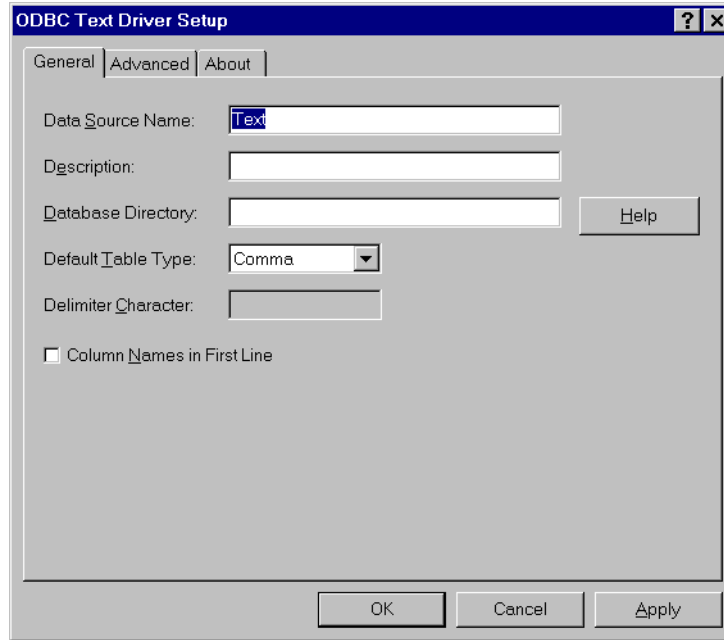 ODBC Text Driver Setup ? X
General Advanced About
Data Source Name: Text
Description:
Database Directory:
Help
Default Table Type: Comma
Delimiter Character:
Column Names in First Line
OK Cancel Apply